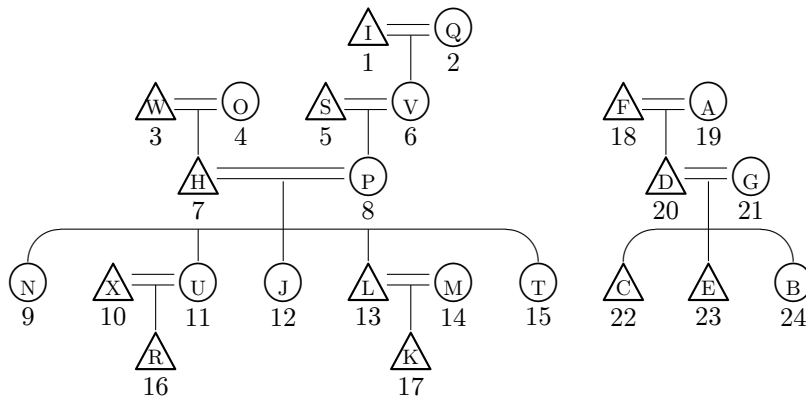 I Q
1 2
W O S V F A
3 4 5 6 18 19
H P D G
7 8 20 21
N X U J L M T C E B
9 10 11 12 13 14 15 22 23 24
R K
16 17